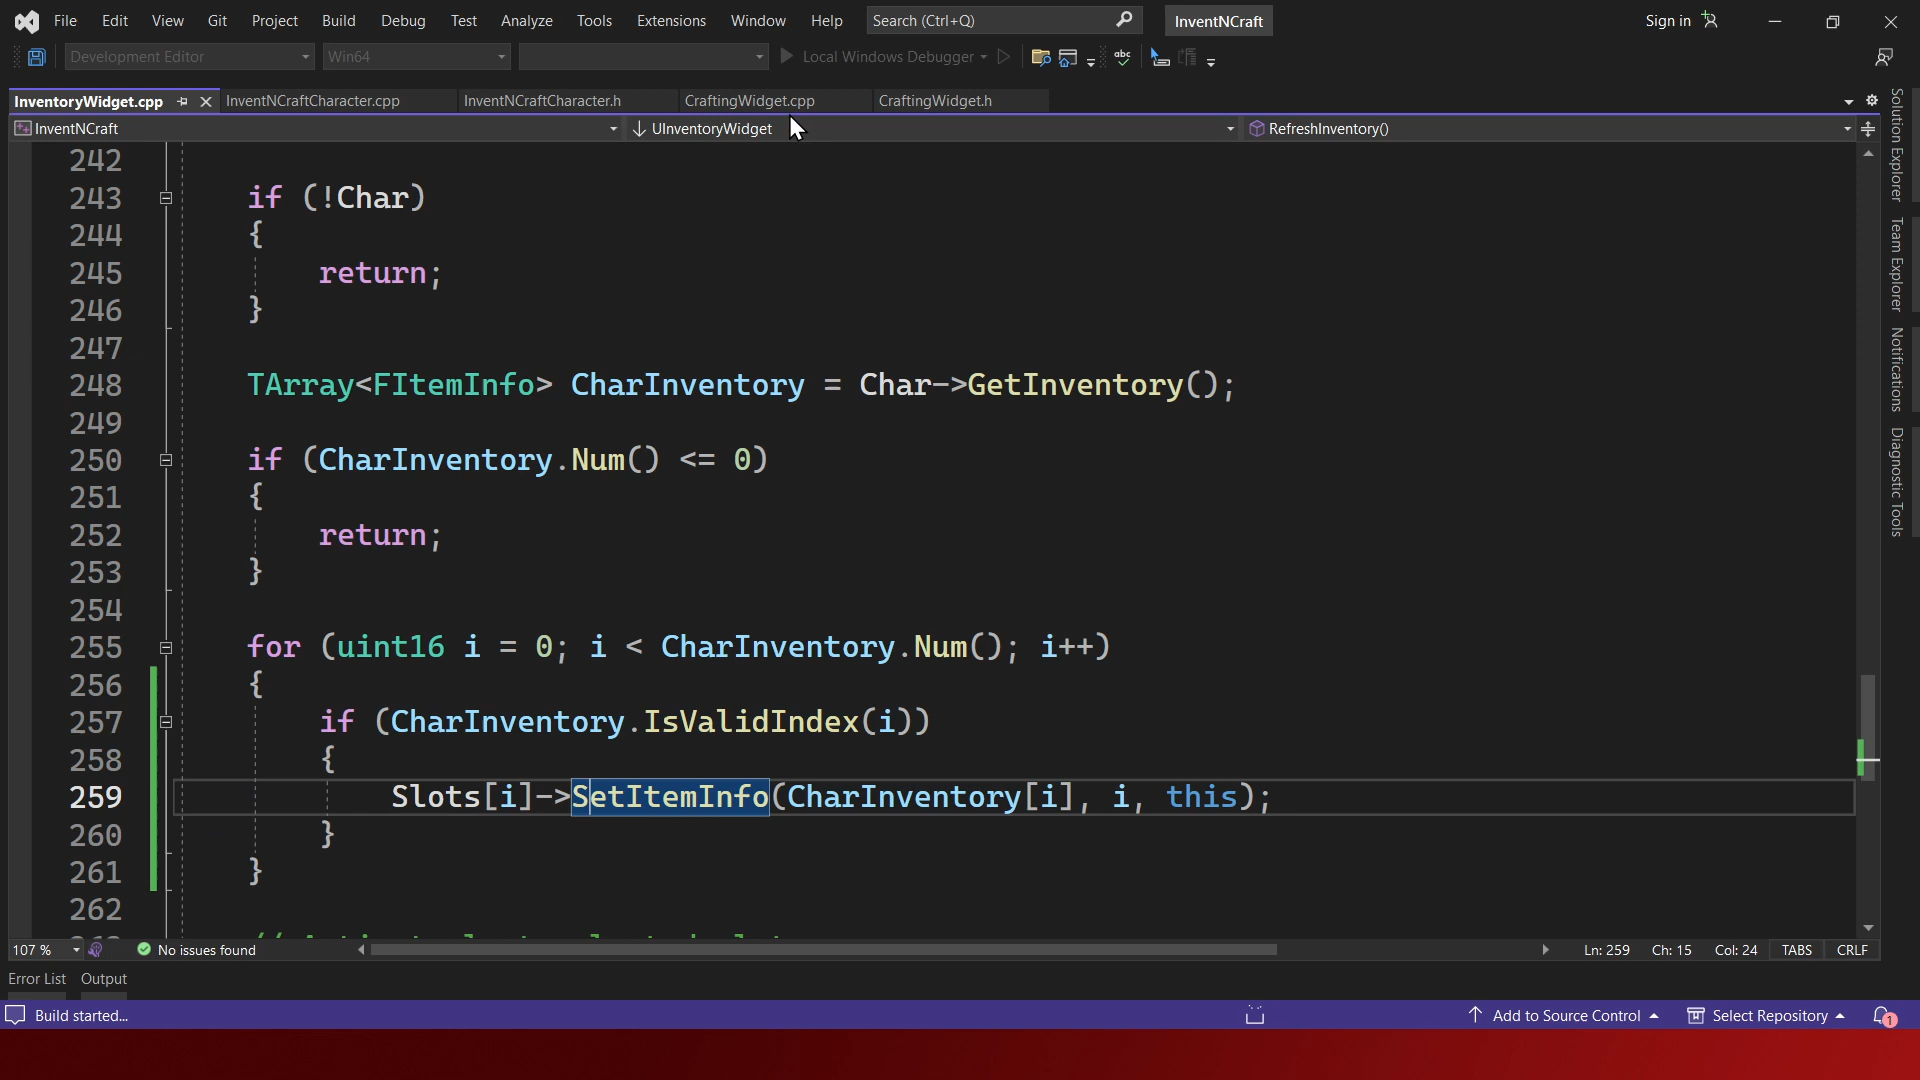 File Edit View Git Project Build Debug Test Analyze Tools Extensions Window Help Search (Ctrl+Q) InventNCraft Sign in
Development Editor Win64 Local Windows Debugger
InventoryWidget.cpp InventNCraftCharacter.cpp InventNCraftCharacter.h CraftingWidget.cpp CraftingWidget.h
InventNCraft UInventoryWidget RefreshInventory()
242
243 if (!Char)
244 {
245 return;
246 }
247
248 TArray<FItemInfo> CharInventory = Char->GetInventory();
249
250 if (CharInventory.Num() <= 0)
251 {
252 return;
253 }
254
255 for (uint16 i = 0; i < CharInventory.Num(); i++)
256 {
257 if (CharInventory.IsValidIndex(i))
258 {
259 Slots[i]->SetItemInfo(CharInventory[i], i, this);
260 }
261 }
262
107 % No issues found Ln: 259 Ch: 15 Col: 24 TABS CRLF
Error List Output
Build started... Add to Source Control Select Repository 1
Solution Explorer
Team Explorer
Notifications
Diagnostic Tools